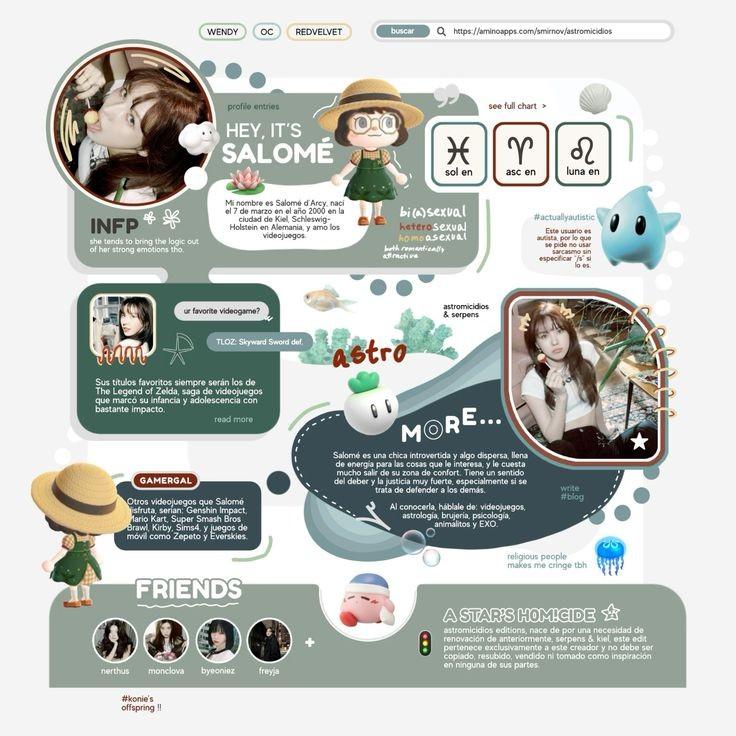 WENDY
OC
REDVELVET
buscar
https://aminoapps.com/smirnov/astromicidios
profile entries
see full chart >
HEY, IT'S
SALOMÉ
sol en
asc en
luna en
Mi nombre es Salomé d'Arcy, nací
el 7 de marzo en el año 2000 en la
ciudad de Kiel, Schleswig-
Holstein en Alemania, y amo los
videojuegos.
INFP
she tends to bring the logic out
of her strong emotions tho.
bi(a)sexual
heterosexual
homoasexual
both romantically
attractive
#actuallyautistic
Este usuario es
autista, por lo que
se pide no usar
sarcasmo sin
especificar "/s" si
lo es.
ur favorite videogame?
TLOZ: Skyward Sword def.
Sus títulos favoritos siempre serán los de
The Legend of Zelda, saga de videojuegos
que marcó su infancia y adolescencia con
bastante impacto.
read more
astromicidios
& serpens
astro
MORE...
Salomé es una chica introvertida y algo dispersa, llena
de energía para las cosas que le interesa, y le cuesta
mucho salir de su zona de confort. Tiene un sentido
del deber y la justicia muy fuerte, especialmente si se
trata de defender a los demás.
Al conocerla, háblale de: videojuegos,
astrología, brujería, psicología,
animalitos y EXO.
write
#blog
GAMERGAL
Otros videojuegos que Salomé
disfruta, serían: Genshin Impact,
Mario Kart, Super Smash Bros
Brawl, Kirby, Sims4, y juegos de
móvil como Zepeto y Everskies.
religious people
makes me cringe tbh
FRIENDS
nerthus
monclova
byeoniez
freyja
+
A STAR'S H0M!CIDE
astromicidios editions, nace de por una necesidad de
renovación de anteriormente, serpens & kiel, este edit
pertenece exclusivamente a este creador y no debe ser
copiado, resubido, vendido ni tomado como inspiración
en ninguna de sus partes.
#konie's
offspring !!